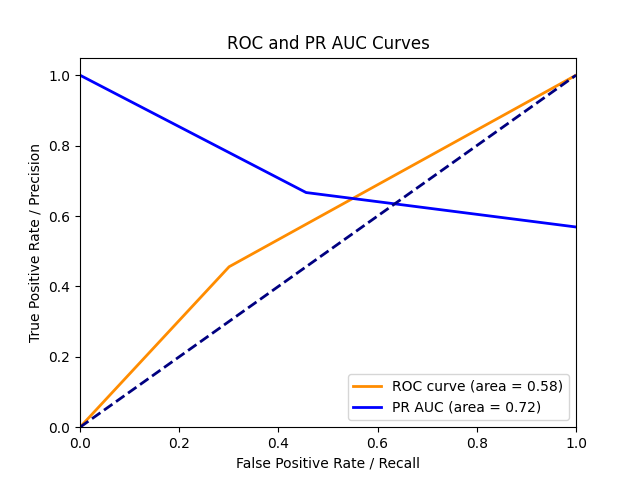 ROC and PR AUC Curves
True Positive Rate / Precision
1.0
0.8
0.6
0.4
0.2
0.0
0.0 0.2 0.4 0.6 0.8 1.0
False Positive Rate / Recall
ROC curve (area = 0.58)
PR AUC (area = 0.72)